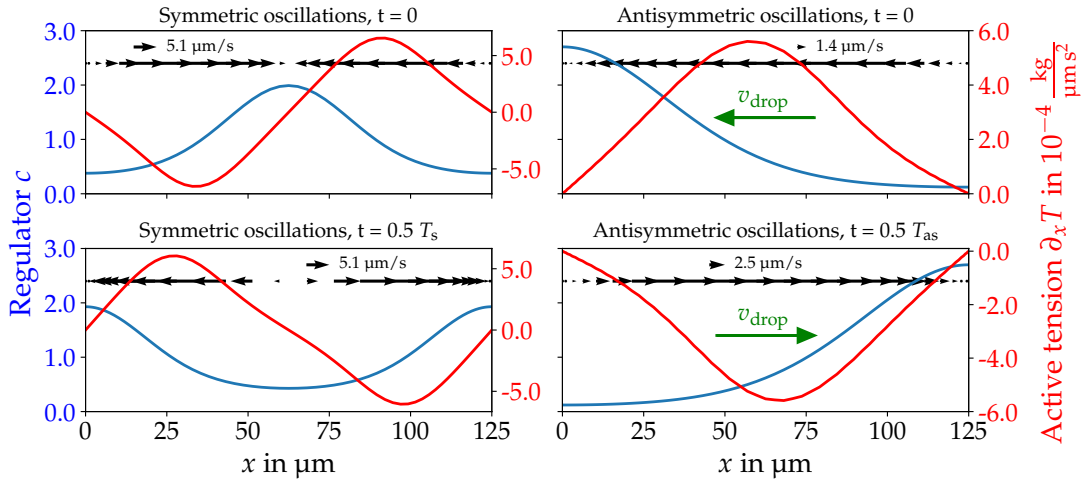 Symmetric oscillations, t = 0
Antisymmetric oscillations, t = 0
3.0
2.0
1.0
0.0
5.1 µm/s
5.0
0.0
-5.0
1.4 µm/s
v_drop
6.0
4.0
2.0
0.0
Symmetric oscillations, t = 0.5 T_s
Antisymmetric oscillations, t = 0.5 T_as
3.0
2.0
1.0
0.0
5.1 µm/s
5.0
0.0
-5.0
2.5 µm/s
v_drop
0.0
-2.0
-4.0
-6.0
0 25 50 75 100 125
0 25 50 75 100 125
x in µm
x in µm
Regulator c
Active tension ∂_x T in 10^{-4} \frac{kg}{µm s^2}